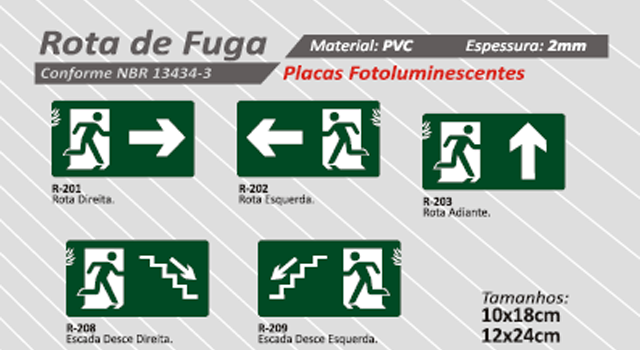 Rota de Fuga
Material: PVC
Espessura: 2mm
Conforme NBR 13434-3
Placas Fotoluminescentes
R-201
Rota Direita.
R-202
Rota Esquerda.
R-203
Rota Adiante.
R-208
Escada Desce Direita.
R-209
Escada Desce Esquerda.
Tamanhos:
10x18cm
12x24cm